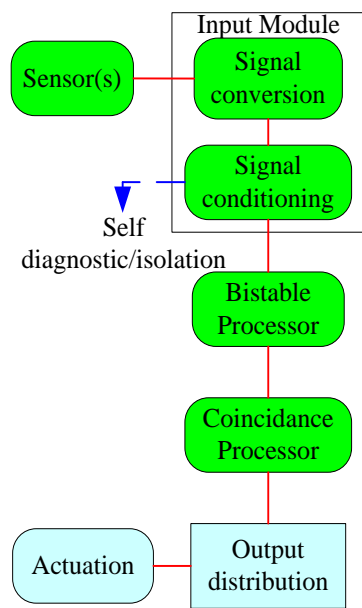 Input Module
Sensor(s)
Signal
conversion
Signal
conditioning
Self
diagnostic/isolation
Bistable
Processor
Coincidance
Processor
Actuation
Output
distribution